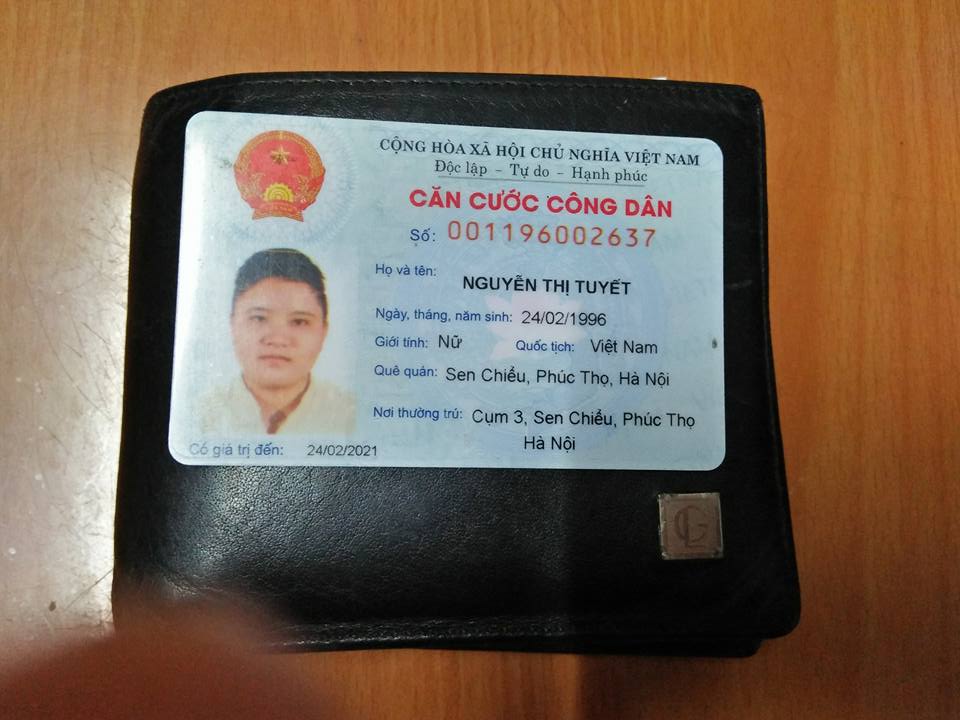 CỘNG HÒA XÃ HỘI CHỦ NGHĨA VIỆT NAM
Độc lập - Tự do - Hạnh phúc
CĂN CƯỚC CÔNG DÂN
Số: 001196002637
Họ và tên: NGUYỄN THỊ TUYẾT
Ngày, tháng, năm sinh: 24/02/1996
Giới tính: Nữ Quốc tịch: Việt Nam
Quê quán: Sen Chiểu, Phúc Thọ, Hà Nội
Nơi thường trú: Cụm 3, Sen Chiểu, Phúc Thọ
Hà Nội
Có giá trị đến: 24/02/2021